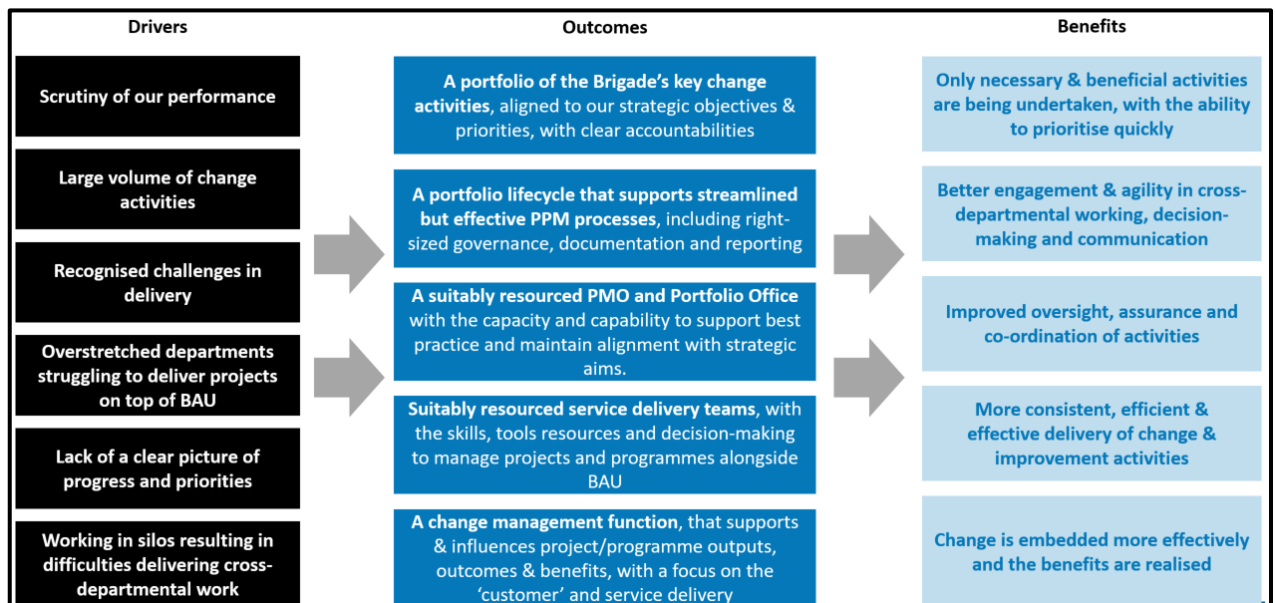 Drivers
Scrutiny of our performance
Large volume of change
activities
Recognised challenges in
delivery
Overstretched departments
struggling to deliver projects
on top of BAU
Lack of a clear picture of
progress and priorities
Working in silos resulting in
difficulties delivering cross-
departmental work
Outcomes
A portfolio of the Brigade's key change
activities, aligned to our strategic objectives &
priorities, with clear accountabilities
A portfolio lifecycle that supports streamlined
but effective PPM processes, including right-
sized governance, documentation and reporting
A suitably resourced PMO and Portfolio Office
with the capacity and capability to support best
practice and maintain alignment with strategic
aims.
Suitably resourced service delivery teams, with
the skills, tools resources and decision-making
to manage projects and programmes alongside
BAU
A change management function, that supports
& influences project/programme outputs,
outcomes & benefits, with a focus on the
‘customer’ and service delivery
Benefits
Only necessary & beneficial activities
are being undertaken, with the ability
to prioritise quickly
Better engagement & agility in cross-
departmental working, decision-
making and communication
Improved oversight, assurance and
co-ordination of activities
More consistent, efficient &
effective delivery of change &
improvement activities
Change is embedded more effectively
and the benefits are realised